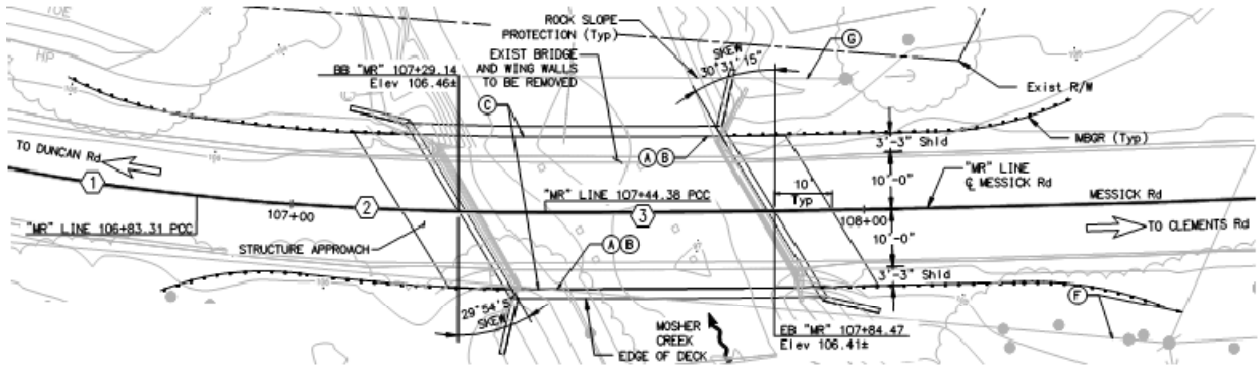 TOE
HP
ROCK SLOPE
PROTECTION (Typ)
EXIST BRIDGE
AND WING WALLS
TO BE REMOVED
SKEW
30°31'15"
G
BB "MR" 107+29.14
Elev 106.46±
C
Exist R/W
MBGR (Typ)
3'-3" Shld
TO DUNCAN Rd
A B
10'-0"
"MR" LINE
℄ MESSICK Rd
1
"MR" LINE 107+44.38 PCC
10'
Typ
MESSICK Rd
107+00
2
3
108+00
"MR" LINE 106+83.31 PCC
TO CLEMENTS Rd
STRUCTURE APPROACH
A B
10'-0"
3'-3" Shld
F
SKEW
MOSHER
CREEK
EDGE OF DECK
EB "MR" 107+84.47
Elev 106.41±